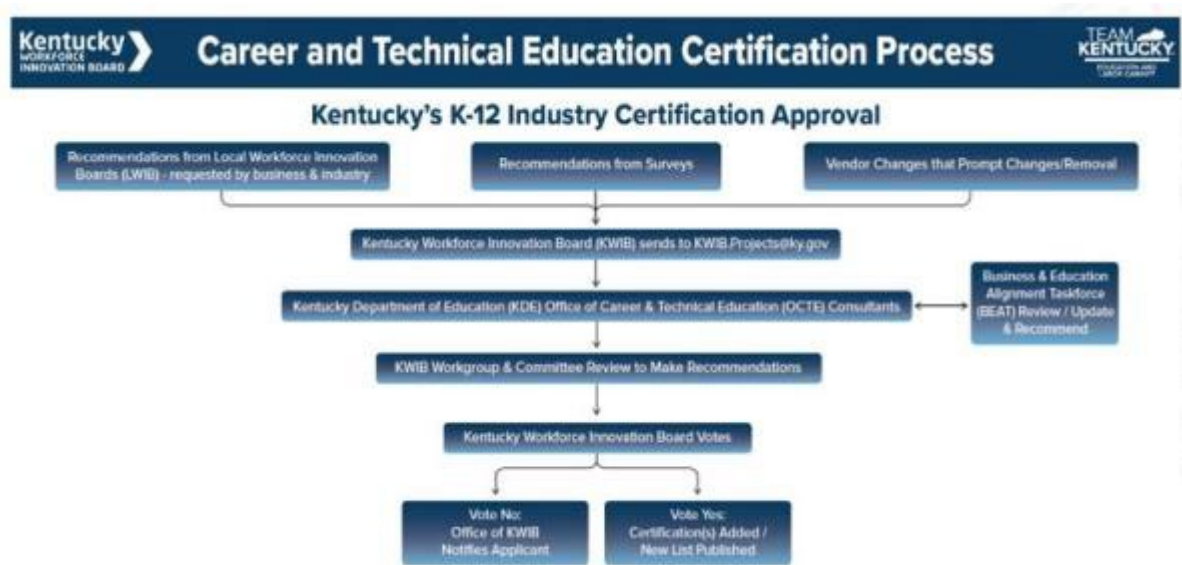 Kentucky
WORKFORCE
INNOVATION BOARD
Career and Technical Education Certification Process
TEAM
KENTUCKY
EDUCATION AND
LABOR CABINET
Kentucky's K-12 Industry Certification Approval
Recommendations from Local Workforce Innovation
Boards (LWIB) - requested by business & industry
Recommendations from Surveys
Vendor Changes that Prompt Changes/Removal
Kentucky Workforce Innovation Board (KWIB) sends to KWIB.Projects@ky.gov
Kentucky Department of Education (KDE) Office of Career & Technical Education (OCTE) Consultants
Business & Education
Alignment Taskforce
(BEAT) Review / Update
& Recommend
KWIB Workgroup & Committee Review to Make Recommendations
Kentucky Workforce Innovation Board Votes
Vote No:
Office of KWIB
Notifies Applicant
Vote Yes:
Certification(s) Added /
New List Published